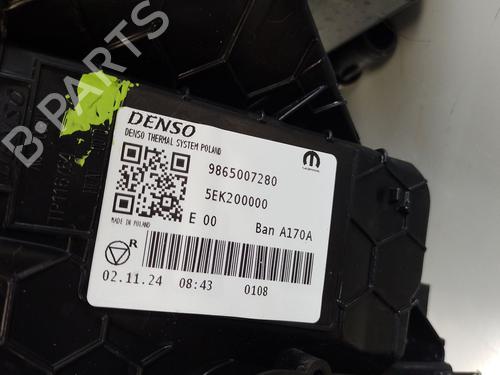 B-PARTS
DENSO
DENSO THERMAL SYSTEM POLAND
9865007280
5EK200000
E 00 Ban A170A
MADE IN POLAND
R
02.11.24 08:43 0108
DENSO